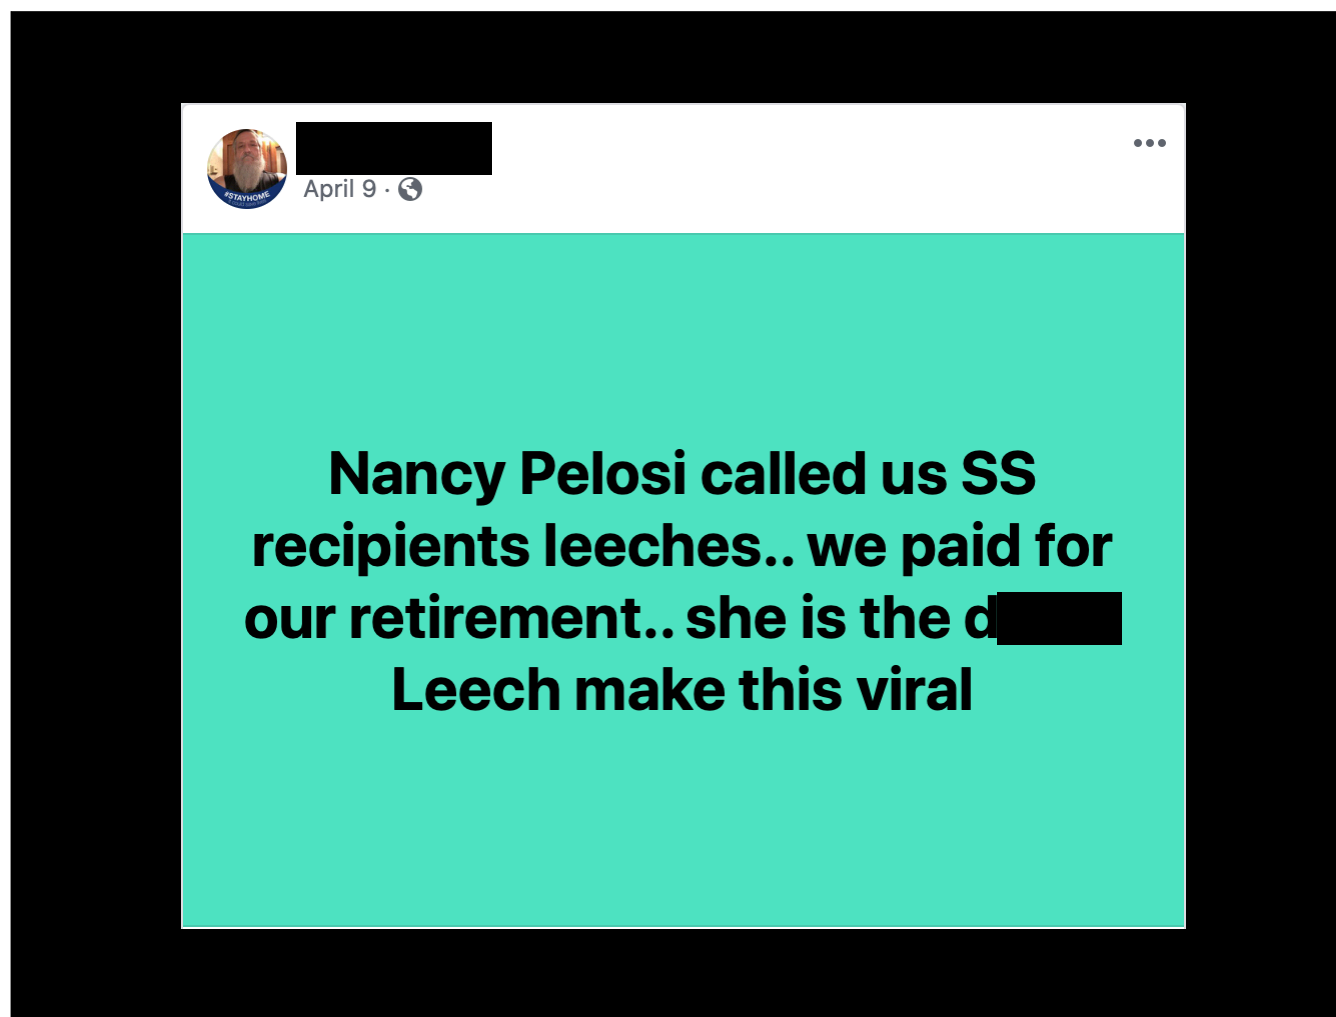 #STAYHOME
April 9 ·
Nancy Pelosi called us SS
recipients leeches.. we paid for
our retirement.. she is the d
Leech make this viral